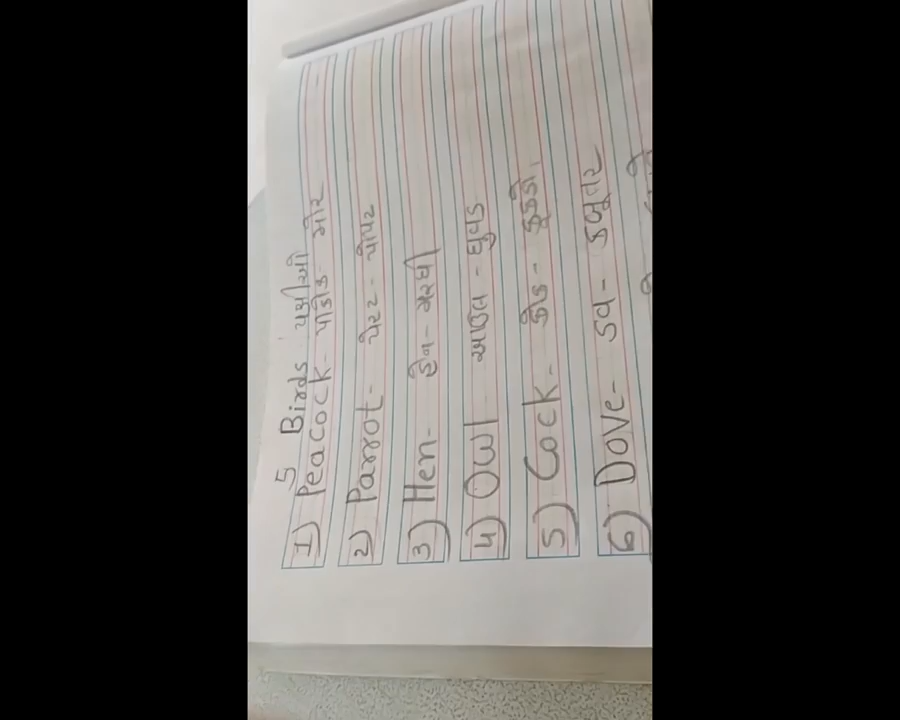 5 Birds પક્ષીઓ
1) Peacock - પીકોક - મોર
2) Parrot - પેરટ - પોપટ
3) Hen - હેન - મરઘી
4) Owl આઉલ - ઘુવડ
5) Cock - કોક - કૂકડો.
6) Dove - ડવ - કબૂતર